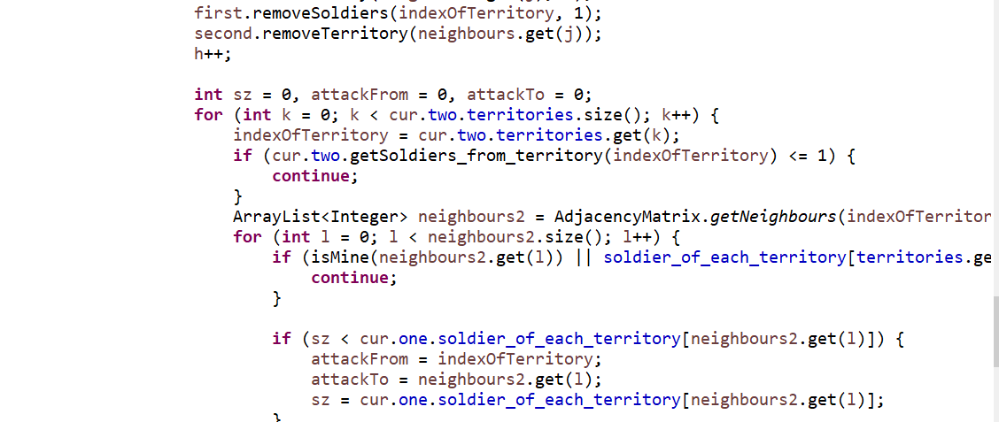 first.removeSoldiers(indexOfTerritory, 1);
second.removeTerritory(neighbours.get(j));
h++;
int sz = 0, attackFrom = 0, attackTo = 0;
for (int k = 0; k < cur.two.territories.size(); k++) {
indexOfTerritory = cur.two.territories.get(k);
if (cur.two.getSoldiers_from_territory(indexOfTerritory) <= 1) {
continue;
}
ArrayList<Integer> neighbours2 = AdjacencyMatrix.getNeighbours(indexOfTerritor
for (int l = 0; l < neighbours2.size(); l++) {
if (isMine(neighbours2.get(l)) || soldier_of_each_territory[territories.ge
continue;
}
if (sz < cur.one.soldier_of_each_territory[neighbours2.get(l)]) {
attackFrom = indexOfTerritory;
attackTo = neighbours2.get(l);
sz = cur.one.soldier_of_each_territory[neighbours2.get(l)];
}